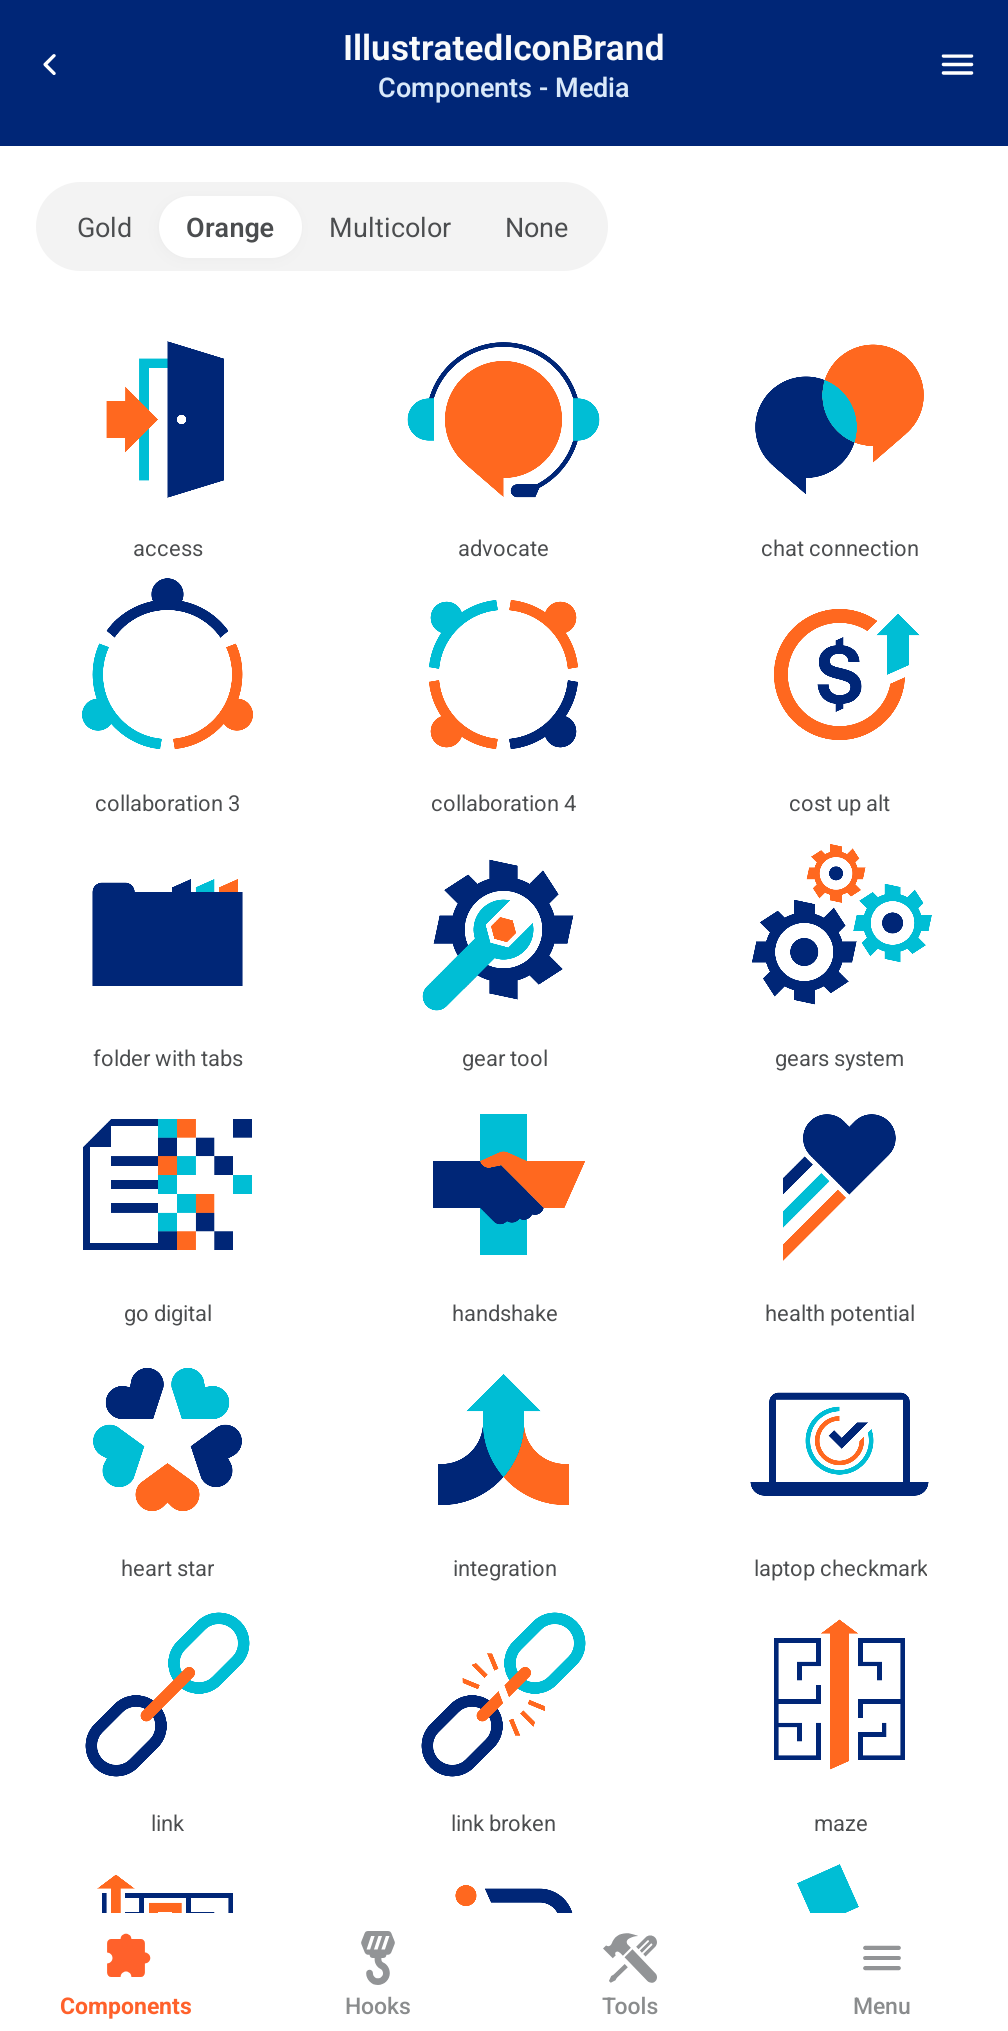 IllustratedIconBrand
Components - Media
Gold Orange Multicolor None
access advocate chat connection
collaboration 3 collaboration 4 cost up alt
folder with tabs gear tool gears system
go digital handshake health potential
heart star integration laptop checkmark
link link broken maze
Components Hooks Tools Menu